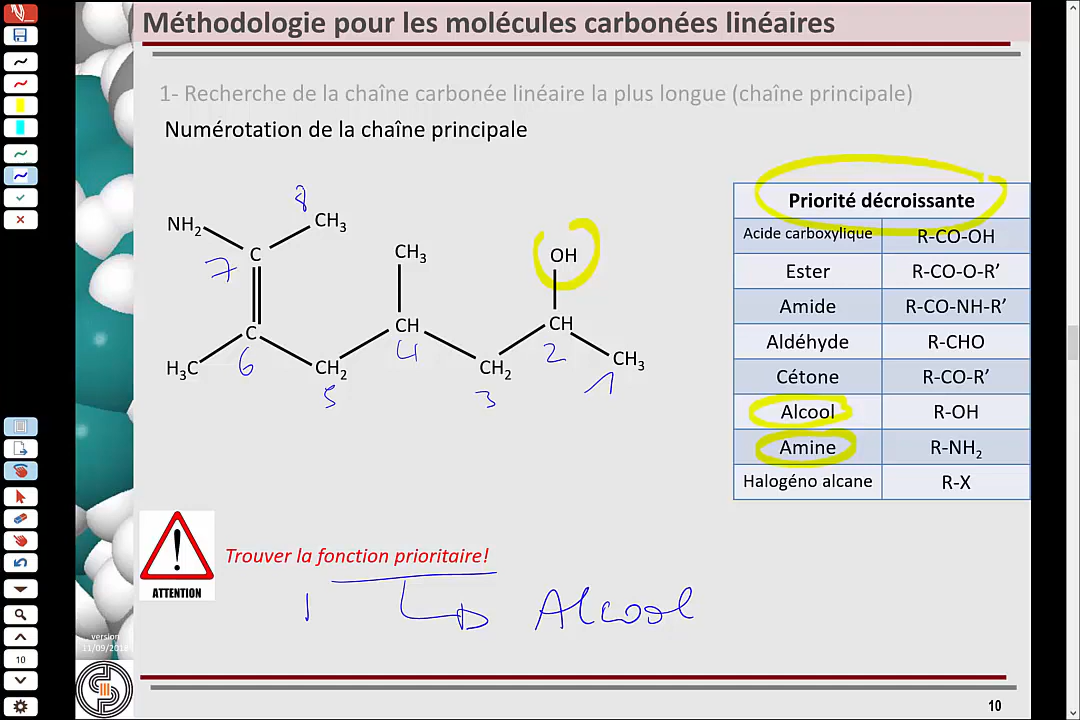 Méthodologie pour les molécules carbonées linéaires
1- Recherche de la chaîne carbonée linéaire la plus longue (chaîne principale)
Numérotation de la chaîne principale
8
NH2
CH3
7
C
CH3
OH
C
CH
CH
H3C
6
CH2
4
CH2
2
CH3
5
3
1
Priorité décroissante
Acide carboxylique R-CO-OH
Ester R-CO-O-R’
Amide R-CO-NH-R’
Aldéhyde R-CHO
Cétone R-CO-R’
Alcool R-OH
Amine R-NH2
Halogéno alcane R-X
Trouver la fonction prioritaire!
ATTENTION
Alcool
version
10
10